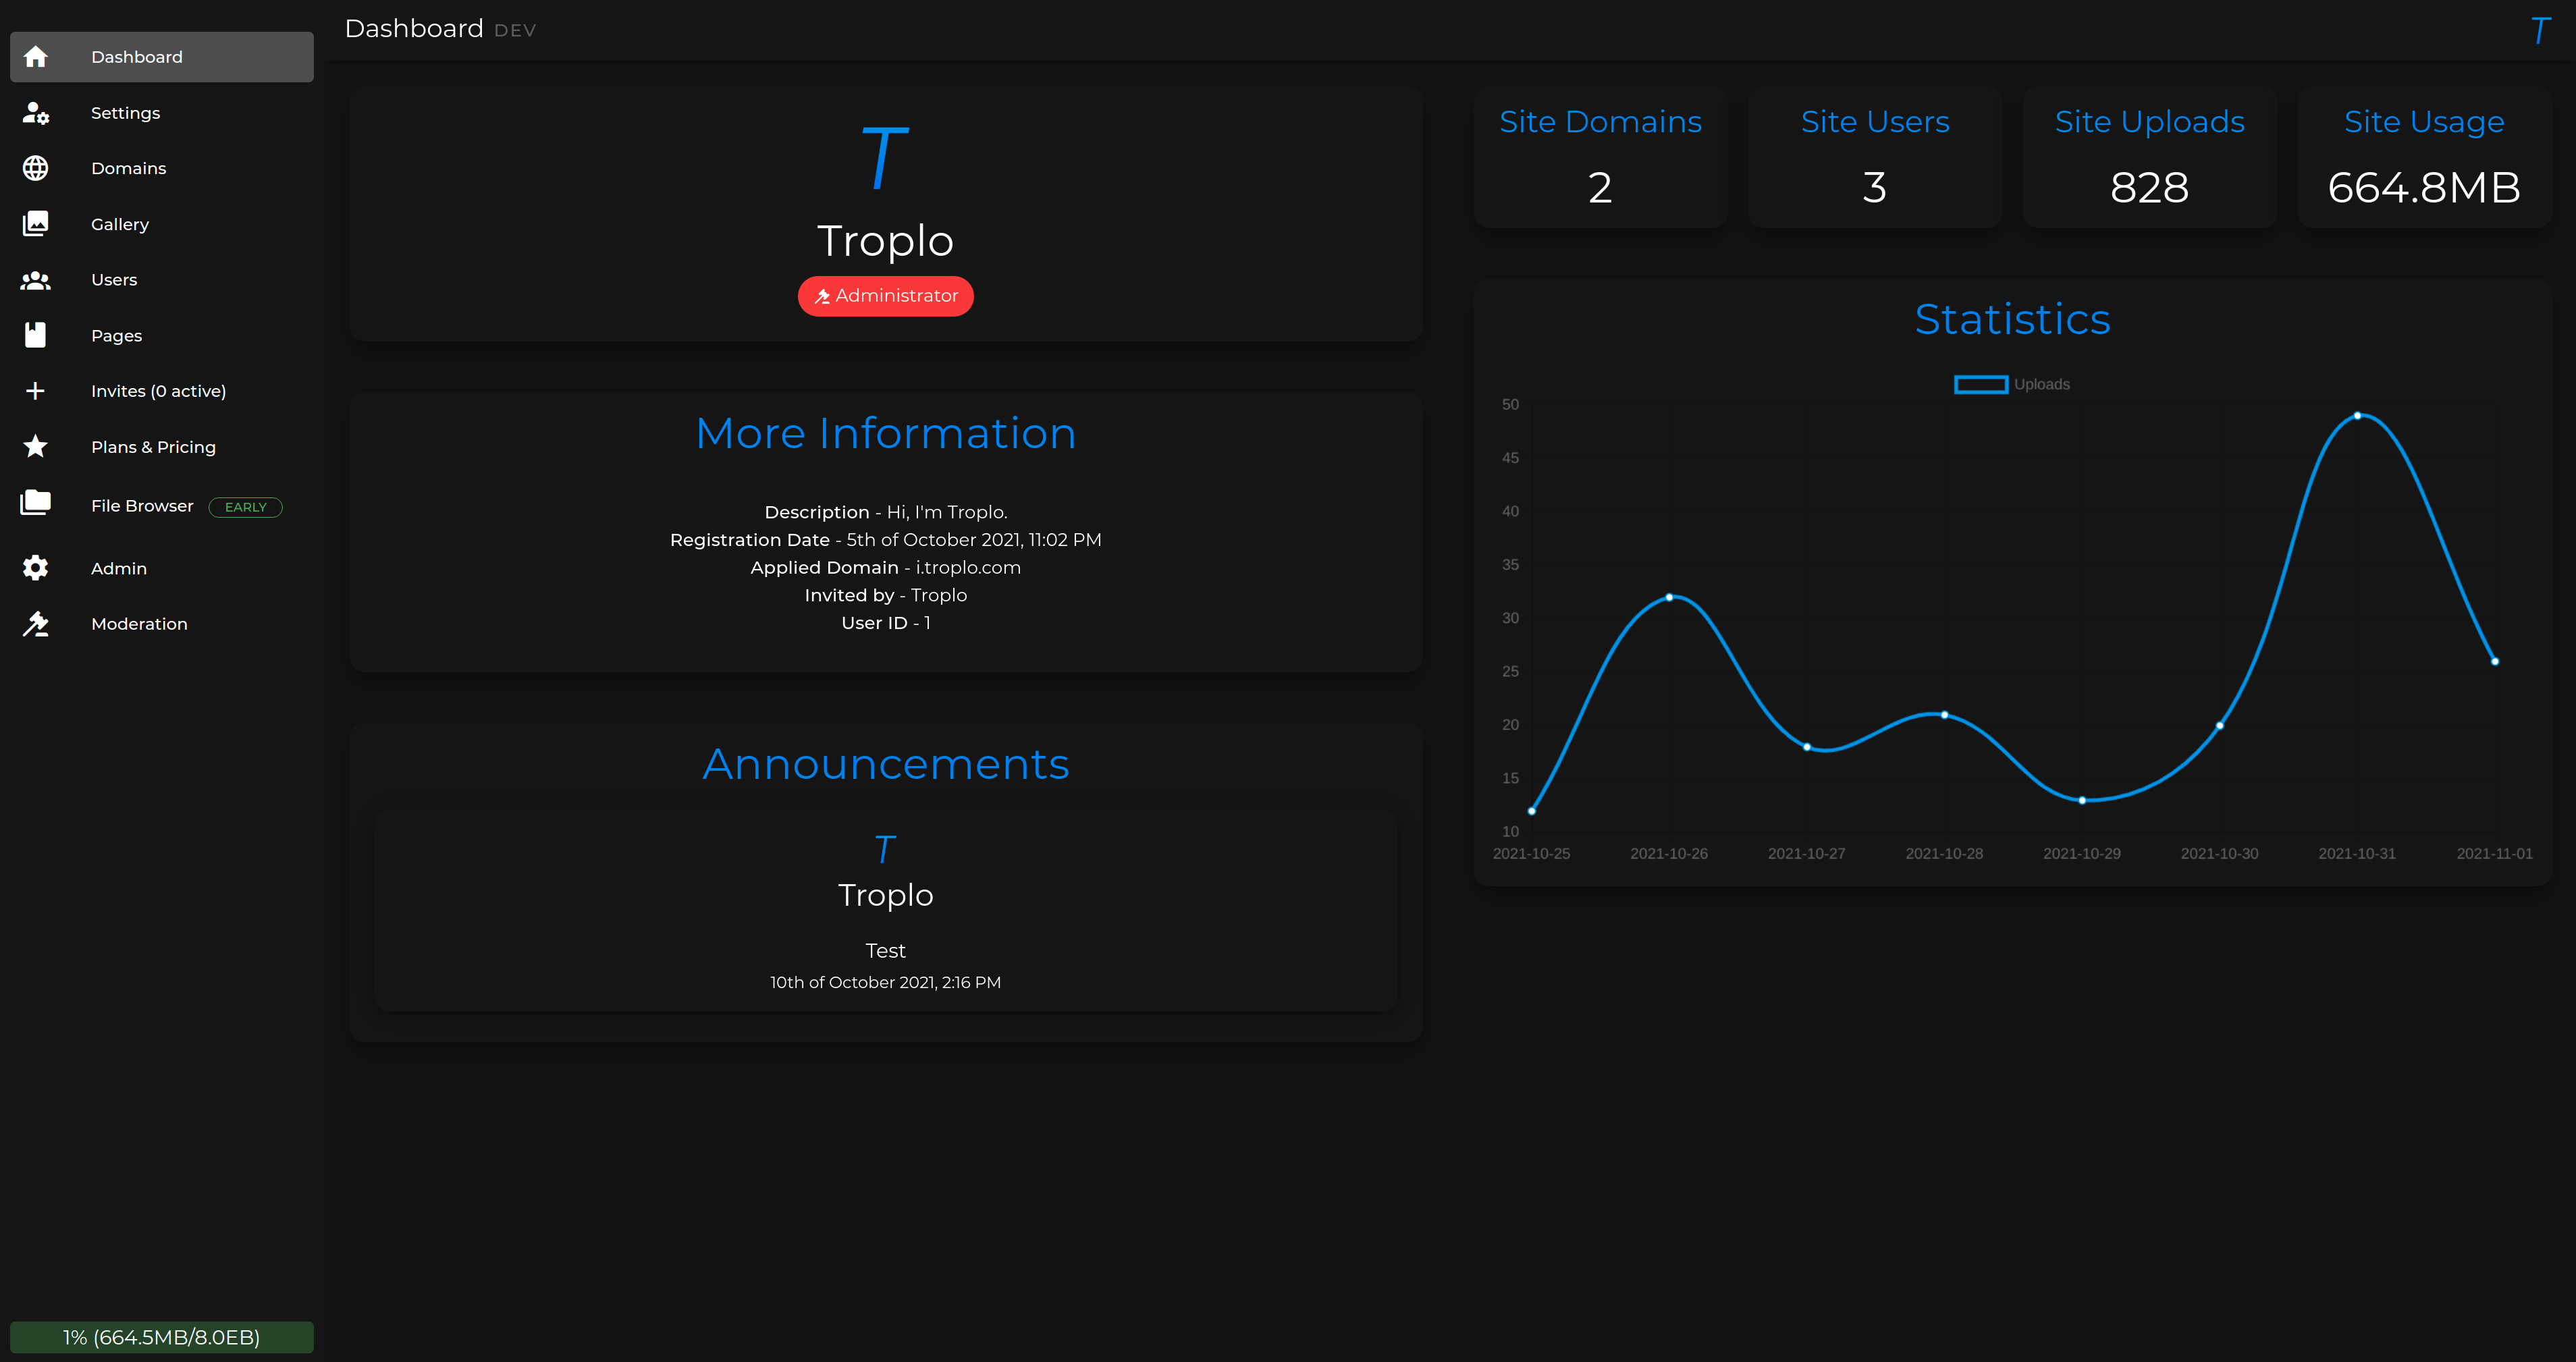 Dashboard
Settings
Domains
Gallery
Users
Pages
Invites (0 active)
Plans & Pricing
File Browser EARLY
Admin
Moderation
1% (664.5MB/8.0EB)
Dashboard DEV
T
T
Troplo
Administrator
More Information
Description - Hi, I'm Troplo.
Registration Date - 5th of October 2021, 11:02 PM
Applied Domain - i.troplo.com
Invited by - Troplo
User ID - 1
Announcements
T
Troplo
Test
10th of October 2021, 2:16 PM
Site Domains
2
Site Users
3
Site Uploads
828
Site Usage
664.8MB
Statistics
Uploads
50
45
40
35
30
25
20
15
10
2021-10-25 2021-10-26 2021-10-27 2021-10-28 2021-10-29 2021-10-30 2021-10-31 2021-11-01